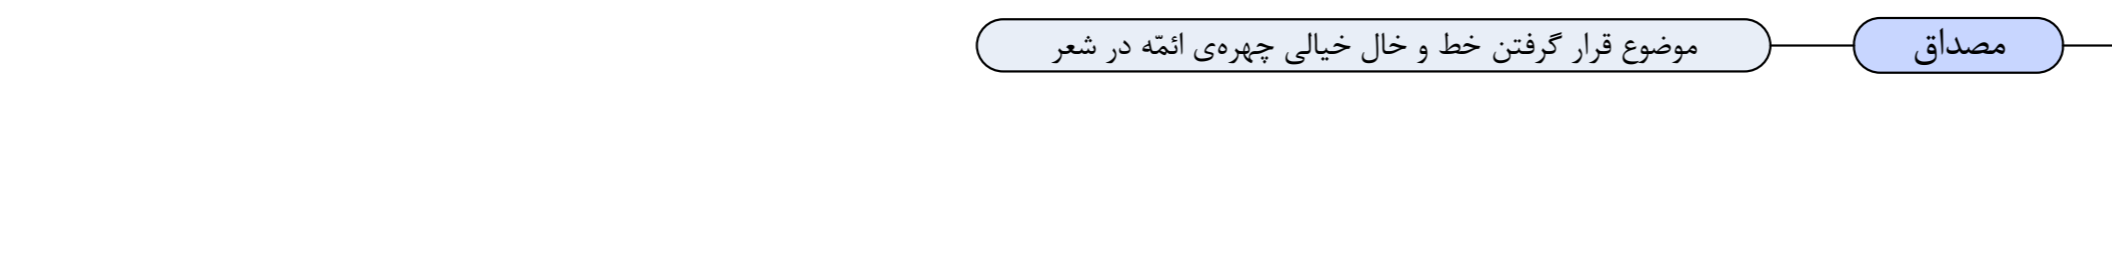 مصداق
موضوع قرار گرفتن خط و خال خیالی چهره‌ی ائمّه در شعر